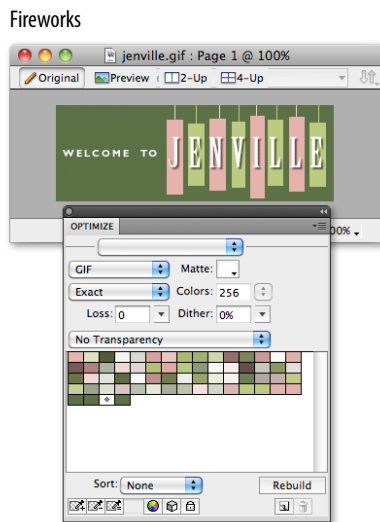 Fireworks
jenville.gif : Page 1 @ 100%
Original Preview 2-Up 4-Up
WELCOME TO JENVILLE
00%
OPTIMIZE
GIF Matte:
Exact Colors: 256
Loss: 0 Dither: 0%
No Transparency
Sort: None Rebuild